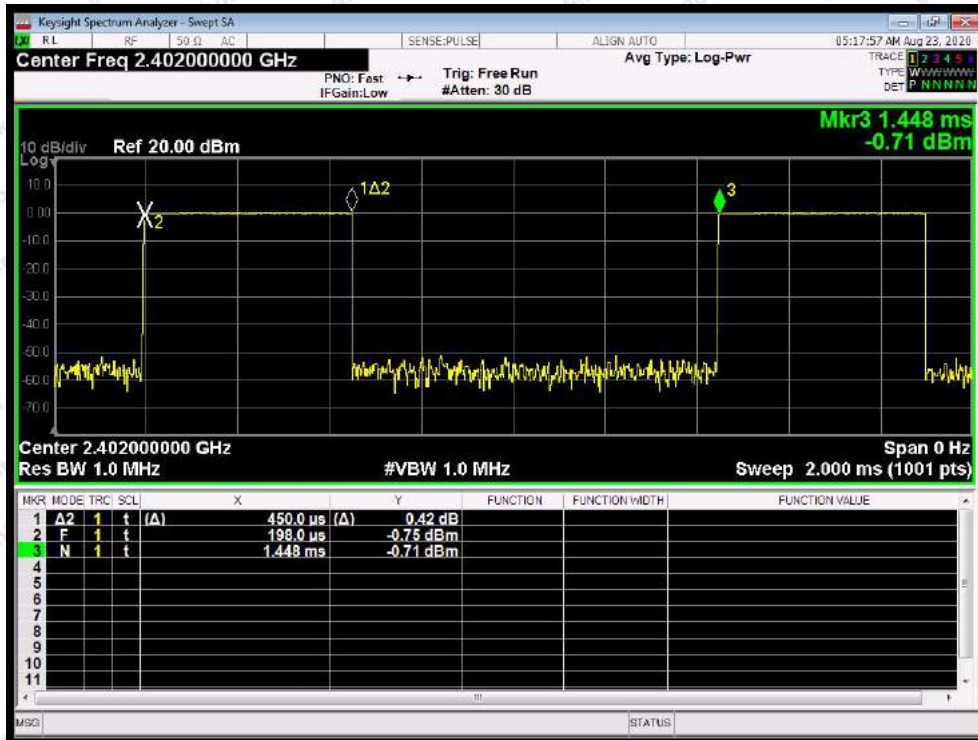 Keysight Spectrum Analyzer - Swept SA
RL RF 50 Ω AC SENSE:PULSE ALIGN AUTO 05:17:57 AM Aug 23, 2020
Center Freq 2.402000000 GHz
Avg Type: Log-Pwr
TRACE 1 2 3 4 5 6
PNO: Fast Trig: Free Run
TYPE W
IFGain:Low #Atten: 30 dB
DET P N N N N N
Mkr3 1.448 ms
-0.71 dBm
10 dB/div Ref 20.00 dBm
Log
10.0
1Δ2
3
0.00
2
-10.0
-20.0
-30.0
-40.0
-50.0
-60.0
-70.0
Center 2.402000000 GHz Span 0 Hz
Res BW 1.0 MHz #VBW 1.0 MHz Sweep 2.000 ms (1001 pts)
MKR MODE TRC SCL X Y FUNCTION FUNCTION WIDTH FUNCTION VALUE
1 Δ2 1 t (Δ) 450.0 µs (Δ) 0.42 dB
2 F 1 t 198.0 µs -0.75 dBm
3 N 1 t 1.448 ms -0.71 dBm
4
5
6
7
8
9
10
11
MSG STATUS